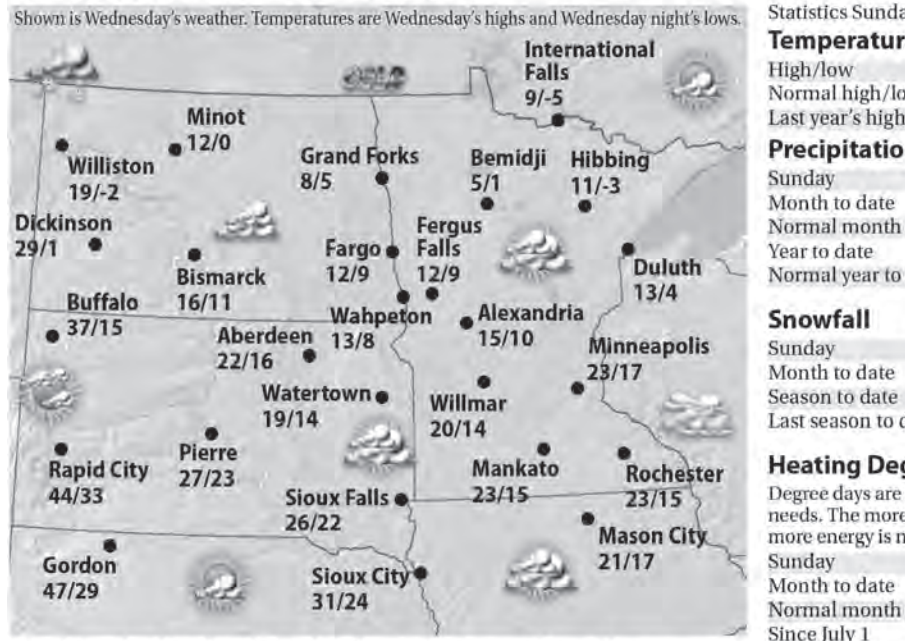 Shown is Wednesday's weather. Temperatures are Wednesday's highs and Wednesday night's lows.
International
Falls
9/-5
Minot
12/0
Williston
19/-2
Grand Forks
8/5
Bemidji
5/1
Hibbing
11/-3
Dickinson
29/1
Bismarck
16/11
Fargo
12/9
Fergus
Falls
12/9
Duluth
13/4
Buffalo
37/15
Wahpeton
13/8
Alexandria
15/10
Aberdeen
22/16
Minneapolis
23/17
Watertown
19/14
Willmar
20/14
Rapid City
44/33
Pierre
27/23
Mankato
23/15
Rochester
23/15
Sioux Falls
26/22
Mason City
21/17
Gordon
47/29
Sioux City
31/24
Statistics Sunda
Temperatur
High/low
Normal high/lo
Last year's high
Precipitatio
Sunday
Month to date
Normal month
Year to date
Normal year to
Snowfall
Sunday
Month to date
Season to date
Last season to d
Heating Deg
Degree days are
needs. The more
more energy is n
Sunday
Month to date
Normal month
Since July 1